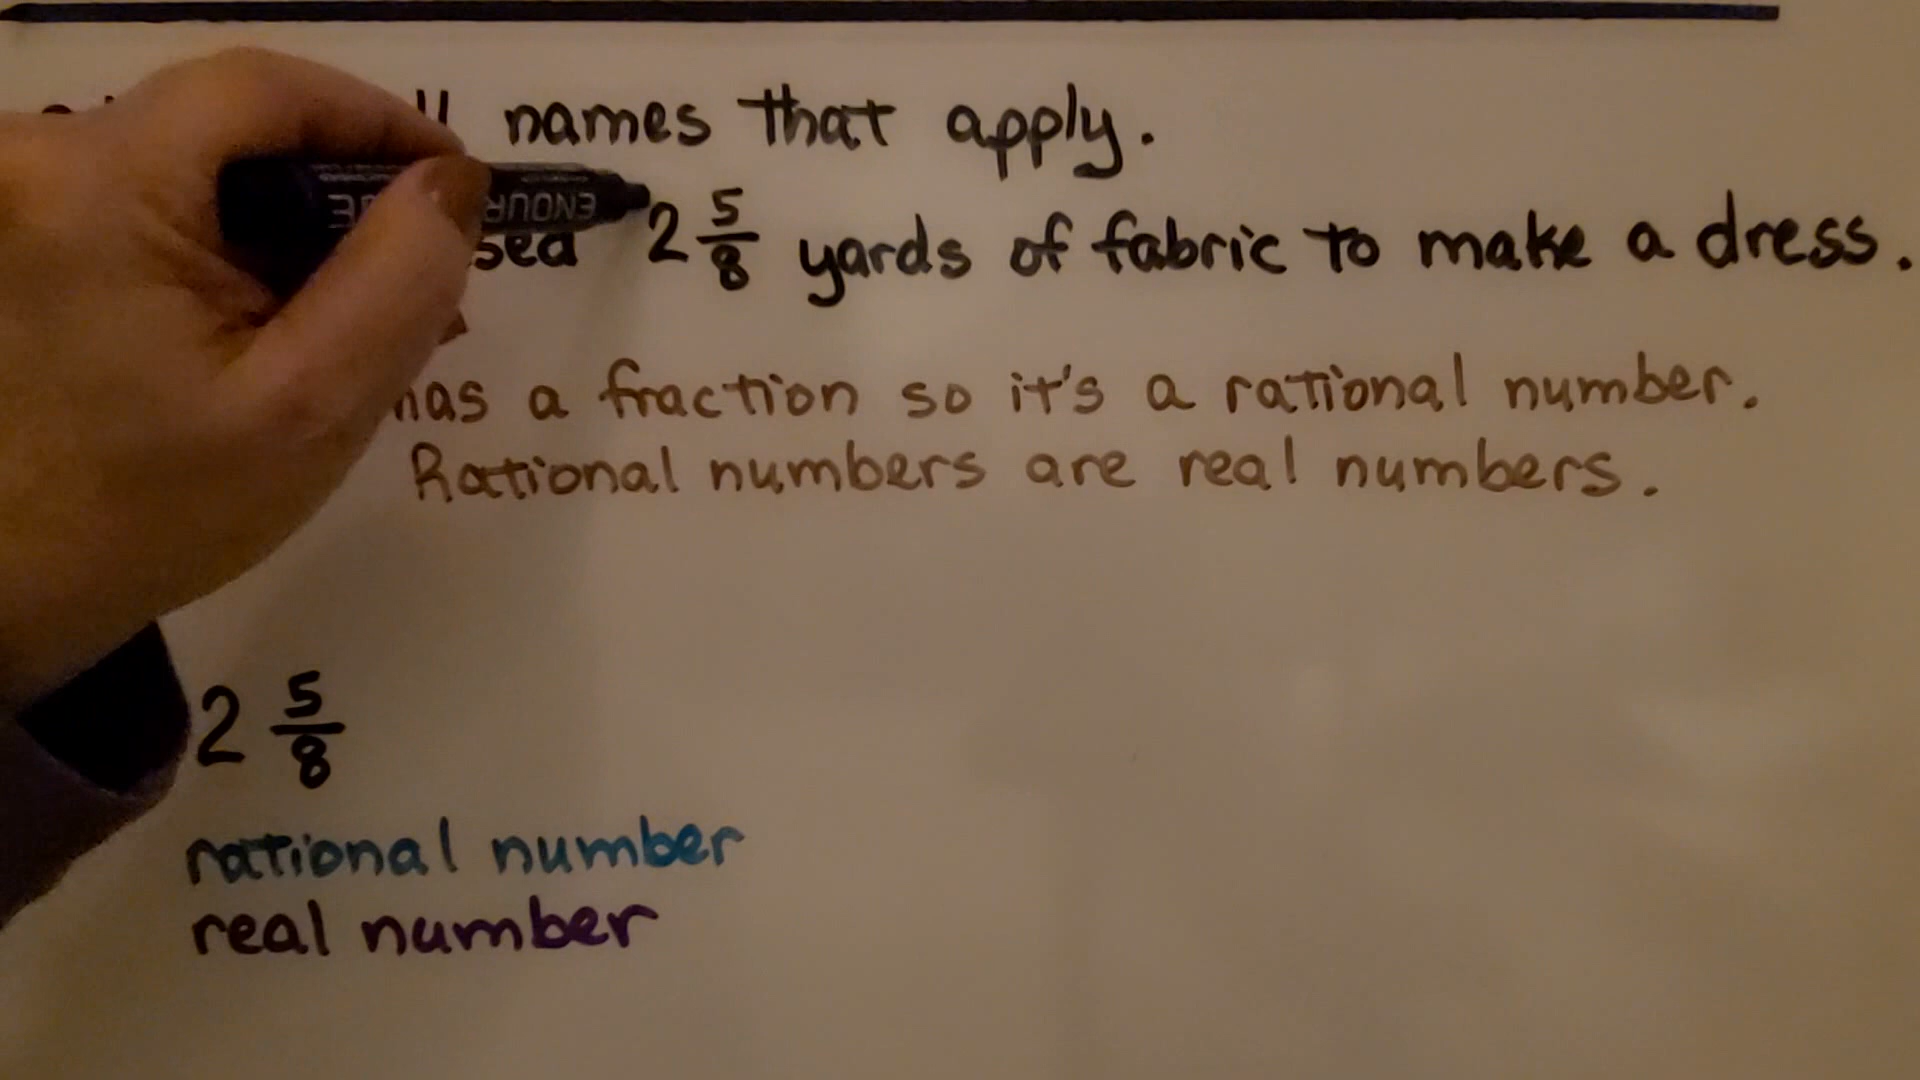 names that apply.
2 5/8 yards of fabric to make a dress.
has a fraction so it's a rational number.
Rational numbers are real numbers.
2 5/8
rational number
real number